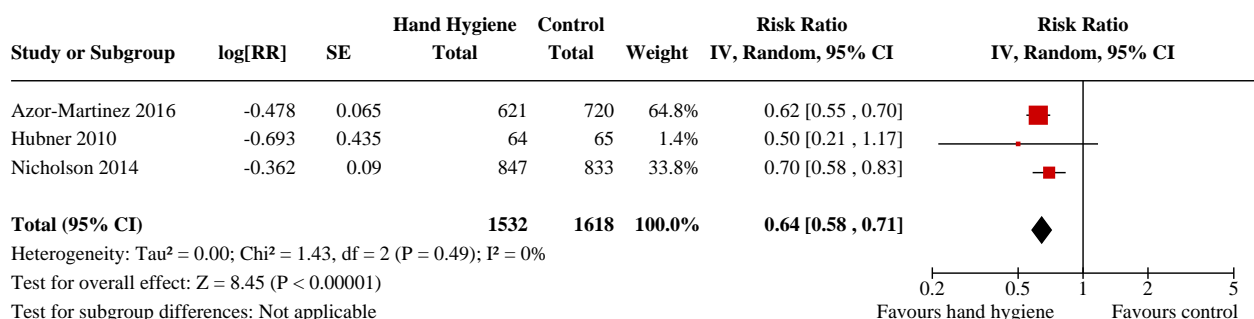 Hand Hygiene Control Risk Ratio Risk Ratio
Study or Subgroup log[RR] SE Total Total Weight IV, Random, 95% CI IV, Random, 95% CI
Azor-Martinez 2016 -0.478 0.065 621 720 64.8% 0.62 [0.55 , 0.70]
Hubner 2010 -0.693 0.435 64 65 1.4% 0.50 [0.21 , 1.17]
Nicholson 2014 -0.362 0.09 847 833 33.8% 0.70 [0.58 , 0.83]
Total (95% CI) 1532 1618 100.0% 0.64 [0.58 , 0.71]
Heterogeneity: Tau² = 0.00; Chi² = 1.43, df = 2 (P = 0.49); I² = 0%
Test for overall effect: Z = 8.45 (P < 0.00001)
0.2 0.5 1 2 5
Test for subgroup differences: Not applicable Favours hand hygiene Favours control